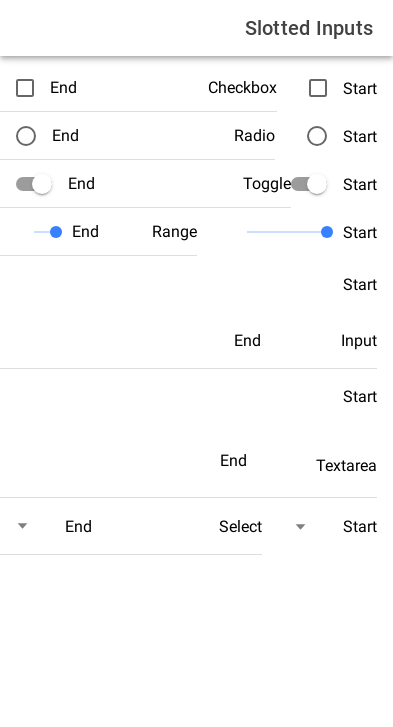 Slotted Inputs
Start Checkbox End
Start Radio End
Start Toggle End
Start Range End
Start
Input End
Start
Textarea End
Start Select End